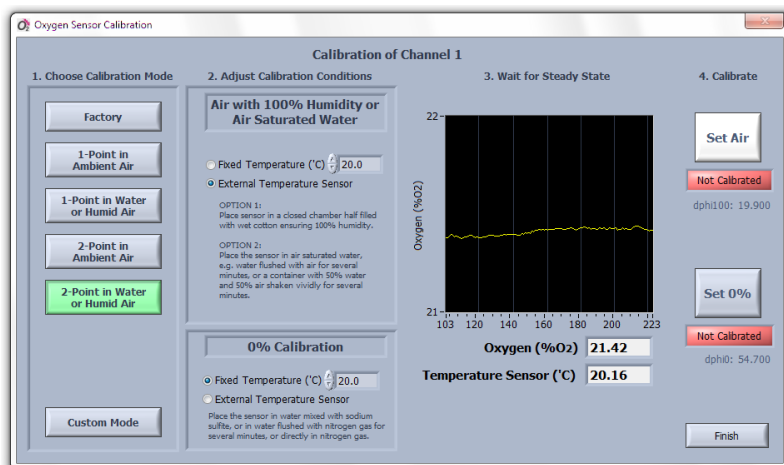 Oxygen Sensor Calibration
Calibration of Channel 1
1. Choose Calibration Mode
Factory
1-Point in
Ambient Air
1-Point in Water
or Humid Air
2-Point in
Ambient Air
2-Point in Water
or Humid Air
Custom Mode
2. Adjust Calibration Conditions
Air with 100% Humidity or
Air Saturated Water
Fixed Temperature (°C) 20.0
External Temperature Sensor
OPTION 1:
Place sensor in a closed chamber half filled
with wet cotton ensuring 100% humidity.
OPTION 2:
Place the sensor in air saturated water,
e.g. water flushed with air for several
minutes, or a container with 50% water
and 50% air shaken vividly for several
minutes.
0% Calibration
Fixed Temperature (°C) 20.0
External Temperature Sensor
Place the sensor in water mixed with sodium
sulfite, or in water flushed with nitrogen gas for
several minutes, or directly in nitrogen gas.
3. Wait for Steady State
Oxygen (%O2)
22
21
103 120 140 160 180 200 223
Oxygen (%O2) 21.42
Temperature Sensor (°C) 20.16
4. Calibrate
Set Air
Not Calibrated
dphi100: 19.900
Set 0%
Not Calibrated
dphi0: 54.700
Finish